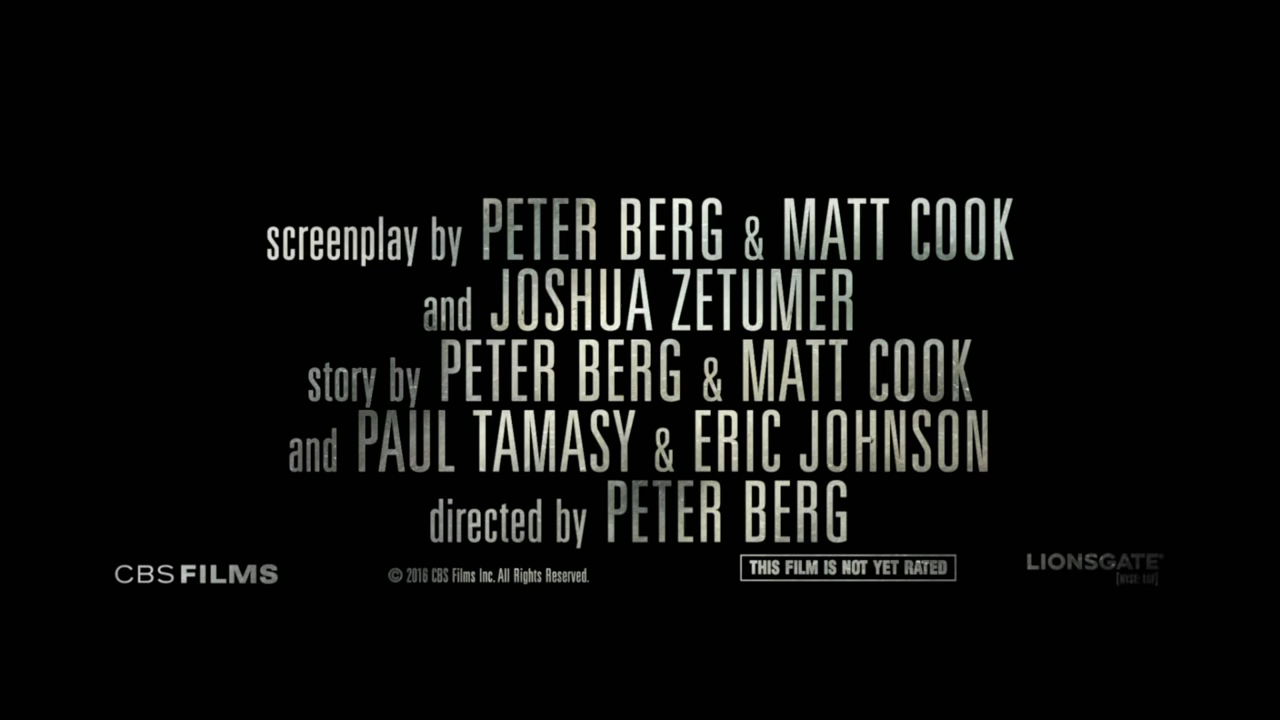 screenplay by PETER BERG & MATT COOK
and JOSHUA ZETUMER
story by PETER BERG & MATT COOK
and PAUL TAMASY & ERIC JOHNSON
directed by PETER BERG
CBS FILMS
© 2016 CBS Films Inc. All Rights Reserved.
THIS FILM IS NOT YET RATED
LIONSGATE